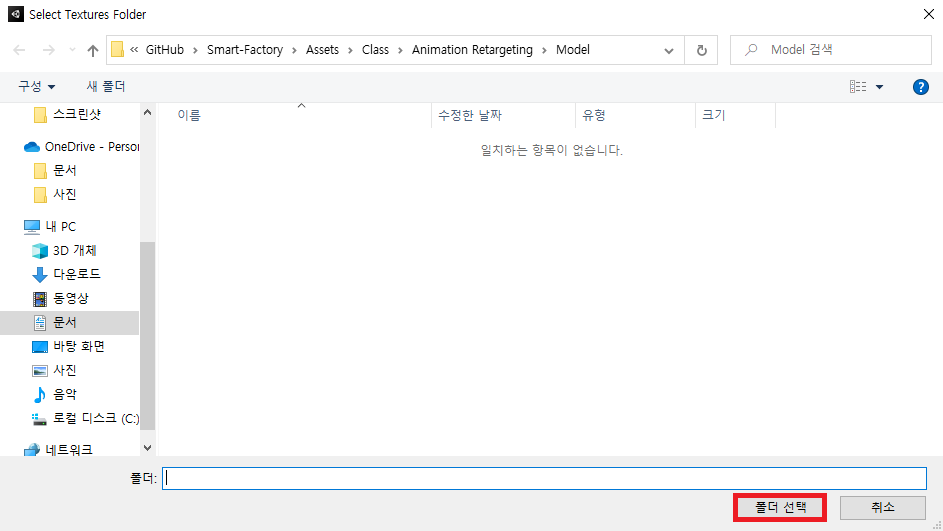 Select Textures Folder
« GitHub › Smart-Factory › Assets › Class › Animation Retargeting › Model
Model 검색
구성
새 폴더
이름
수정한 날짜
유형
크기
일치하는 항목이 없습니다.
스크린샷
OneDrive - Person
문서
사진
내 PC
3D 개체
다운로드
동영상
문서
바탕 화면
사진
음악
로컬 디스크 (C:)
네트워크
폴더:
폴더 선택
취소